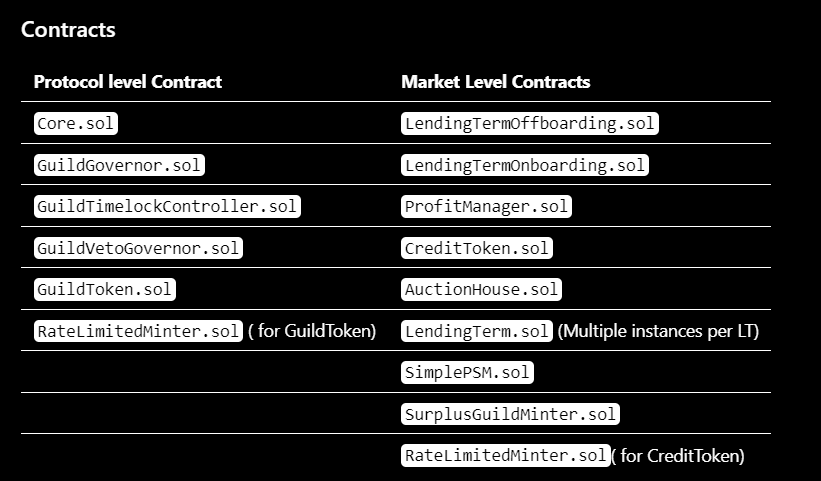 Contracts
Protocol level Contract Market Level Contracts
Core.sol LendingTermOffboarding.sol
GuildGovernor.sol LendingTermOnboarding.sol
GuildTimelockController.sol ProfitManager.sol
GuildVetoGovernor.sol CreditToken.sol
GuildToken.sol AuctionHouse.sol
RateLimitedMinter.sol ( for GuildToken) LendingTerm.sol (Multiple instances per LT)
SimplePSM.sol
SurplusGuildMinter.sol
RateLimitedMinter.sol( for CreditToken)